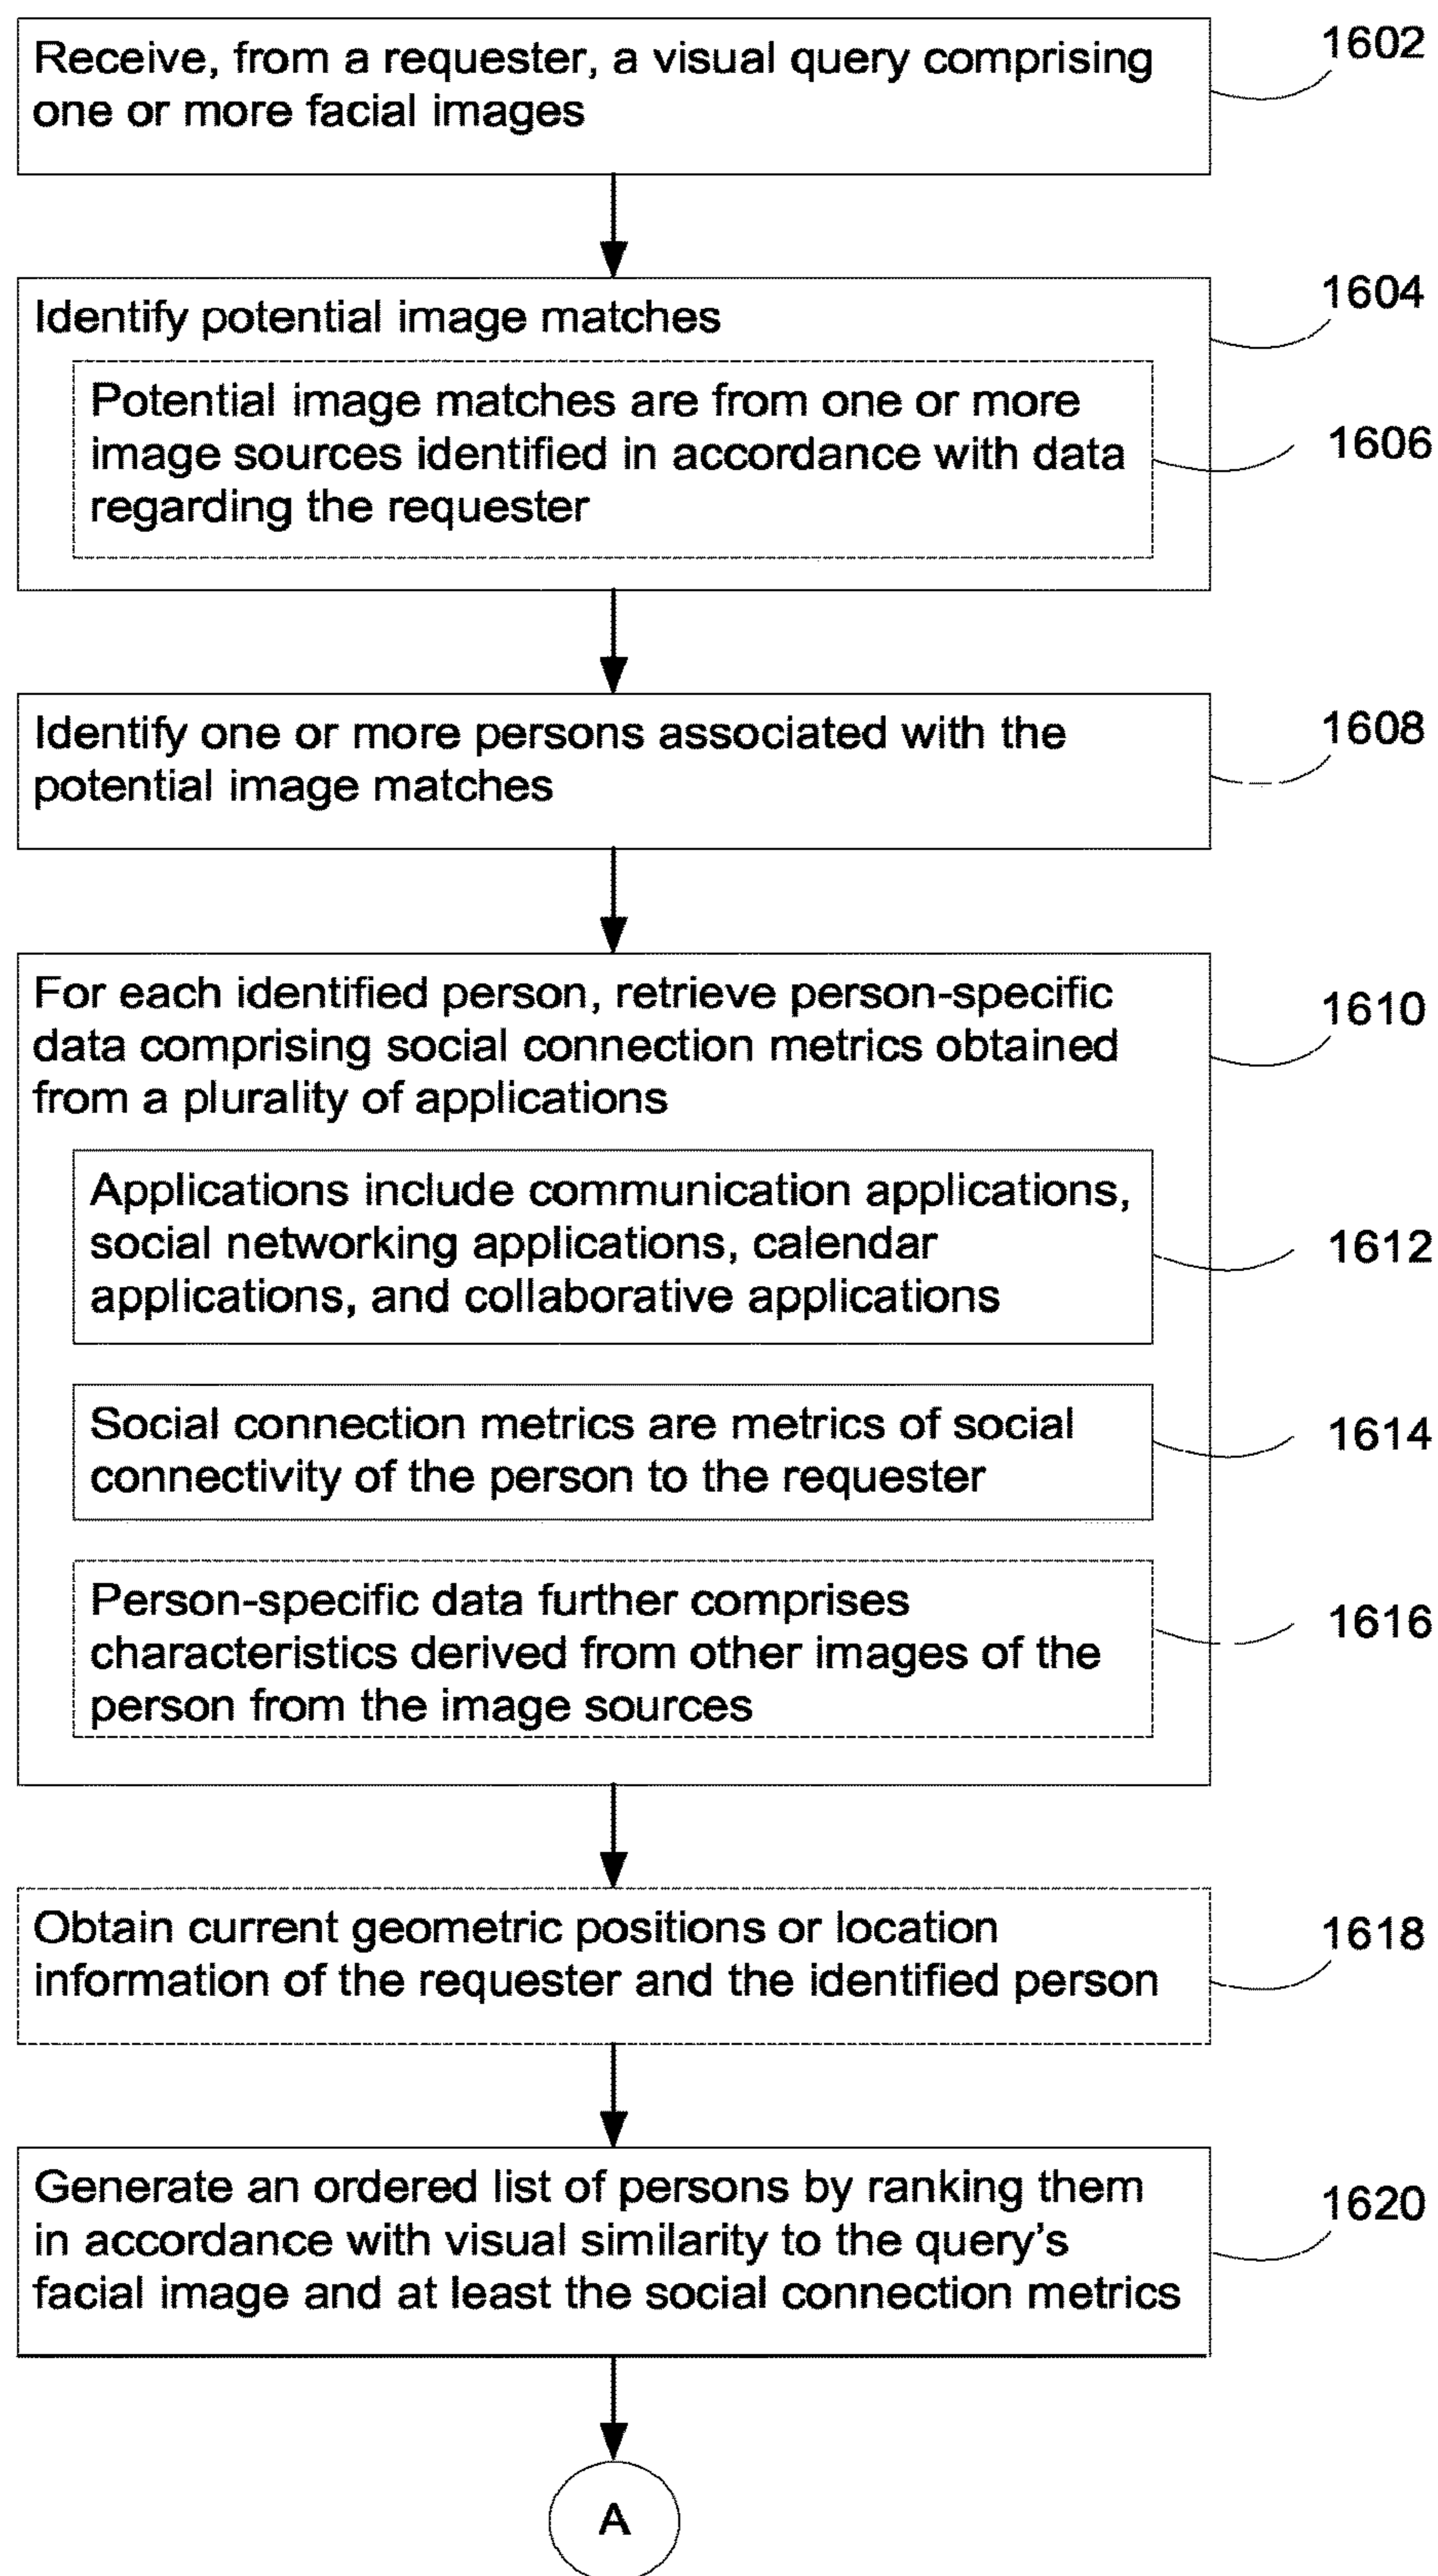 Receive, from a requester, a visual query comprising
one or more facial images
1602
Identify potential image matches
1604
Potential image matches are from one or more
image sources identified in accordance with data
regarding the requester
1606
Identify one or more persons associated with the
potential image matches
1608
For each identified person, retrieve person-specific
data comprising social connection metrics obtained
from a plurality of applications
1610
Applications include communication applications,
social networking applications, calendar
applications, and collaborative applications
1612
Social connection metrics are metrics of social
connectivity of the person to the requester
1614
Person-specific data further comprises
characteristics derived from other images of the
person from the image sources
1616
Obtain current geometric positions or location
information of the requester and the identified person
1618
Generate an ordered list of persons by ranking them
in accordance with visual similarity to the query's
facial image and at least the social connection metrics
1620
A